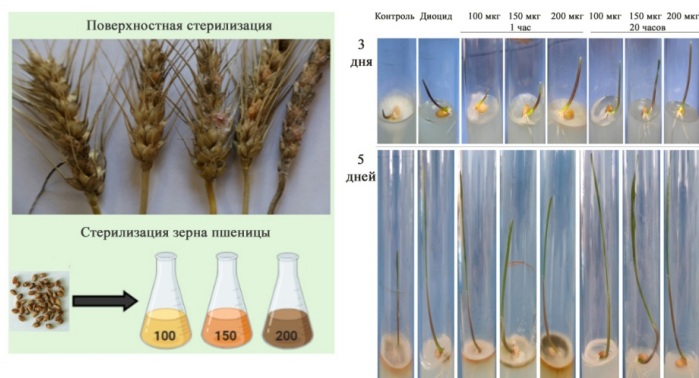 Поверхностная стерилизация
Стерилизация зерна пшеницы
100
150
200
Контроль Диоцид 100 мкг 150 мкг 200 мкг 100 мкг 150 мкг 200 мкг
1 час 20 часов
3
дня
5
дней